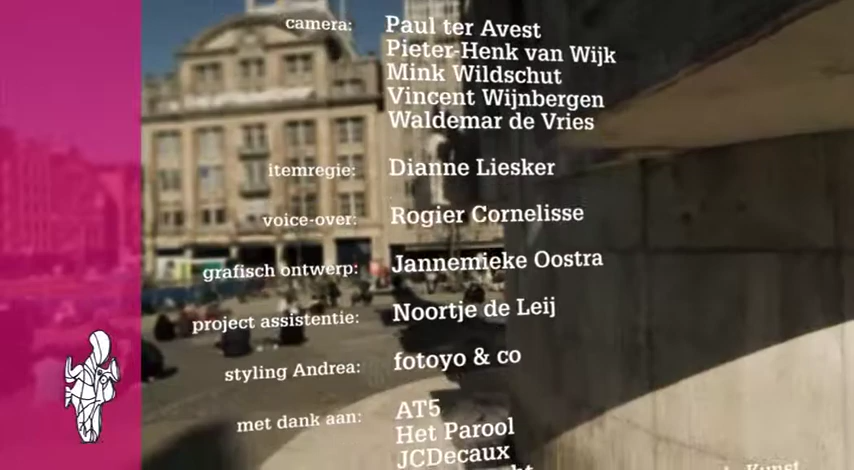 camera: Paul ter Avest
Pieter-Henk van Wijk
Mink Wildschut
Vincent Wijnbergen
Waldemar de Vries
itemregie: Dianne Liesker
voice-over: Rogier Cornelisse
grafisch ontwerp: Jannemieke Oostra
project assistentie: Noortje de Leij
styling Andrea: fotoyo & co
met dank aan: AT5
Het Parool
JCDecaux
Kunst